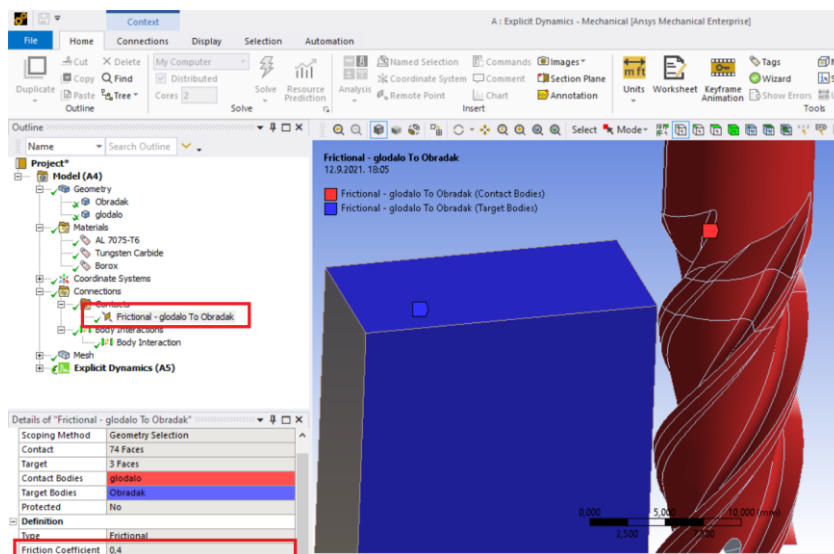 Context
A : Explicit Dynamics - Mechanical [Ansys Mechanical Enterprise]
File Home Connections Display Selection Automation
Duplicate
Cut
Copy
Paste
Delete
Find
Tree
Outline
My Computer
Distributed
Cores 2
Solve
Resource Prediction
Solve
Analysis
Named Selection
Coordinate System
Remote Point
Commands
Comment
Chart
Images
Section Plane
Annotation
Insert
Units
Worksheet
Keyframe Animation
Tags
Wizard
Show Errors
Tools
Outline
Name Search Outline
Select Mode
Project*
Model (A4)
Geometry
Obradak
glodalo
Materials
AL 7075-T6
Tungsten Carbide
Borox
Coordinate Systems
Connections
Contacts
Frictional - glodalo To Obradak
Body Interactions
Body Interaction
Mesh
Explicit Dynamics (A5)
Frictional - glodalo To Obradak
12.9.2021. 18:05
Frictional - glodalo To Obradak (Contact Bodies)
Frictional - glodalo To Obradak (Target Bodies)
0,000 5,000 10,000 (mm)
2,500
Details of "Frictional - glodalo To Obradak"
Scoping Method Geometry Selection
Contact 74 Faces
Target 3 Faces
Contact Bodies glodalo
Target Bodies Obradak
Protected No
Definition
Type Frictional
Friction Coefficient 0,4